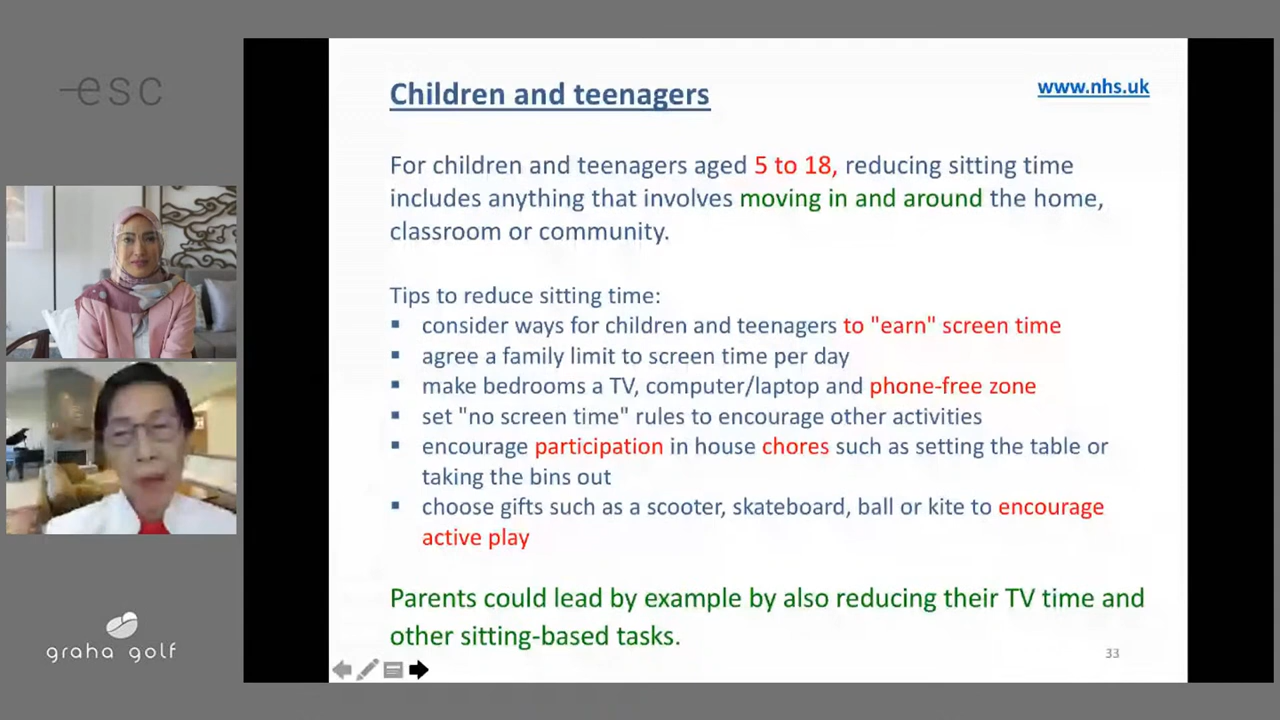 esc
Children and teenagers
www.nhs.uk
For children and teenagers aged 5 to 18, reducing sitting time
includes anything that involves moving in and around the home,
classroom or community.
Tips to reduce sitting time:
▪ consider ways for children and teenagers to "earn" screen time
▪ agree a family limit to screen time per day
▪ make bedrooms a TV, computer/laptop and phone-free zone
▪ set "no screen time" rules to encourage other activities
▪ encourage participation in house chores such as setting the table or
taking the bins out
▪ choose gifts such as a scooter, skateboard, ball or kite to encourage
active play
Parents could lead by example by also reducing their TV time and
other sitting-based tasks.
33
graha golf